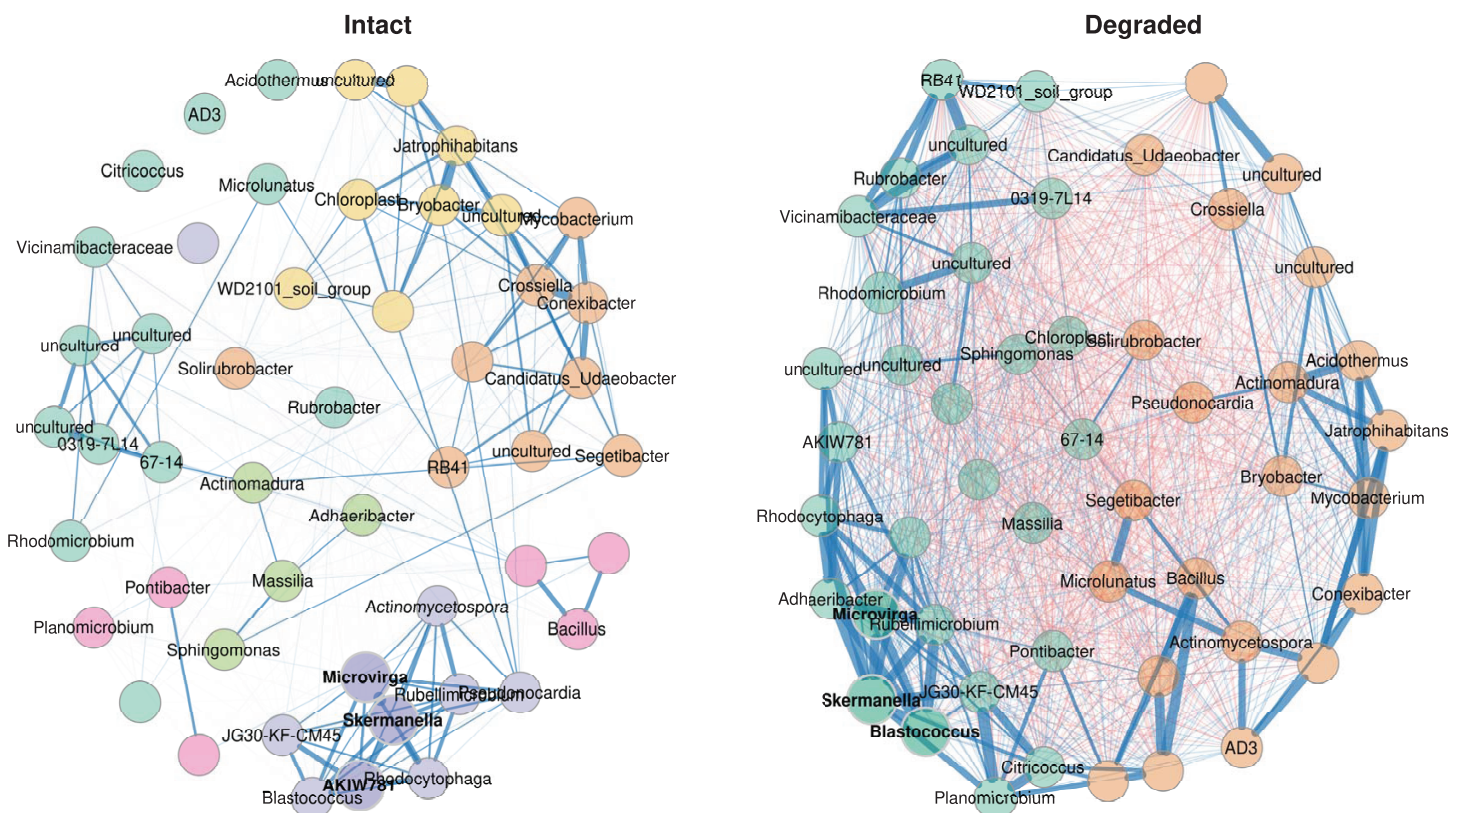 Intact
Acidothermus
uncultured
AD3
Jatrophihabitans
Citricoccus
Microlunatus
Chloroplast
Bryobacter
uncultured
Mycobacterium
Vicinamibacteraceae
WD2101_soil_group
Crossiella
Conexibacter
uncultured
uncultured
Solirubrobacter
Candidatus_Udaeobacter
Rubrobacter
uncultured
0319-7L14
67-14
RB41
uncultured
Segetibacter
Actinomadura
Adhaeribacter
Rhodomicrobium
Pontibacter
Massilia
Actinomycetospora
Planomicrobium
Bacillus
Sphingomonas
Microvirga
Rubellimicrobium
Pseudonocardia
Skermanella
JG30-KF-CM45
AKIW781
Rhodocytophaga
Blastococcus
Degraded
RB41
WD2101_soil_group
uncultured
Candidatus_Udaeobacter
Rubrobacter
uncultured
0319-7L14
Vicinamibacteraceae
Crossiella
uncultured
uncultured
Rhodomicrobium
Chloroplast
Solirubrobacter
Sphingomonas
uncultured
uncultured
Acidothermus
Actinomadura
Pseudonocardia
AKIW781
67-14
Jatrophihabitans
Bryobacter
Mycobacterium
Segetibacter
Rhodocytophaga
Massilia
Microlunatus
Bacillus
Adhaeribacter
Conexibacter
Microvirga
Rubellimicrobium
Actinomycetospora
Pontibacter
JG30-KF-CM45
Skermanella
Blastococcus
AD3
Citricoccus
Planomicrobium